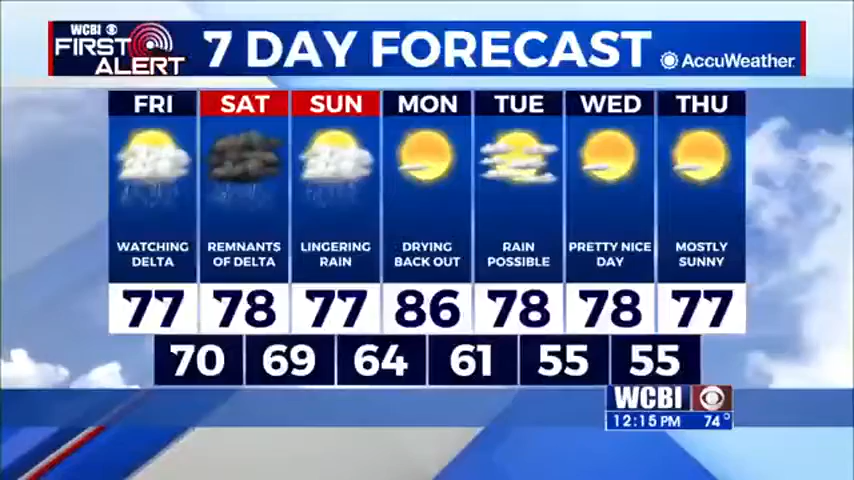 WCBI
FIRST
ALERT
7 DAY FORECAST
AccuWeather
FRI SAT SUN MON TUE WED THU
WATCHING REMNANTS LINGERING DRYING RAIN PRETTY NICE MOSTLY
DELTA OF DELTA RAIN BACK OUT POSSIBLE DAY SUNNY
77 78 77 86 78 78 77
70 69 64 61 55 55
WCBI
12:15 PM 74°